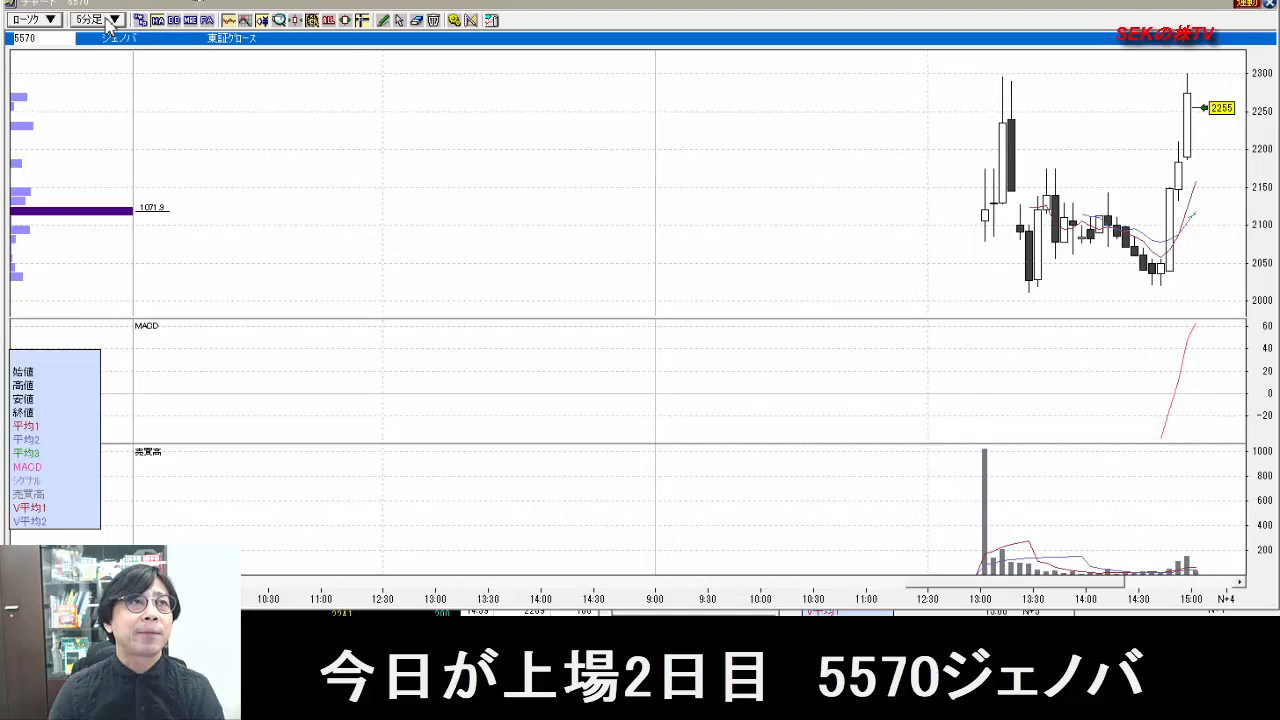 チャート 5570
連動
ローソク 5分足
SEKの株TV
5570 ジェノバ 東証グロース
2300
2255
2250
2200
2150
1071.9
2100
2050
2000
MACD
60
40
20
0
-20
始値
高値
安値
終値
平均1
平均2
平均3
MACD
シグナル
売買高
V平均1
V平均2
売買高
1000
800
600
400
200
10:30 11:00 12:30 13:00 13:30 14:00 14:30 9:00 9:30 10:00 10:30 11:00 12:30 13:00 13:30 14:00 14:30 15:00 N+4
今日が上場2日目 5570ジェノバ